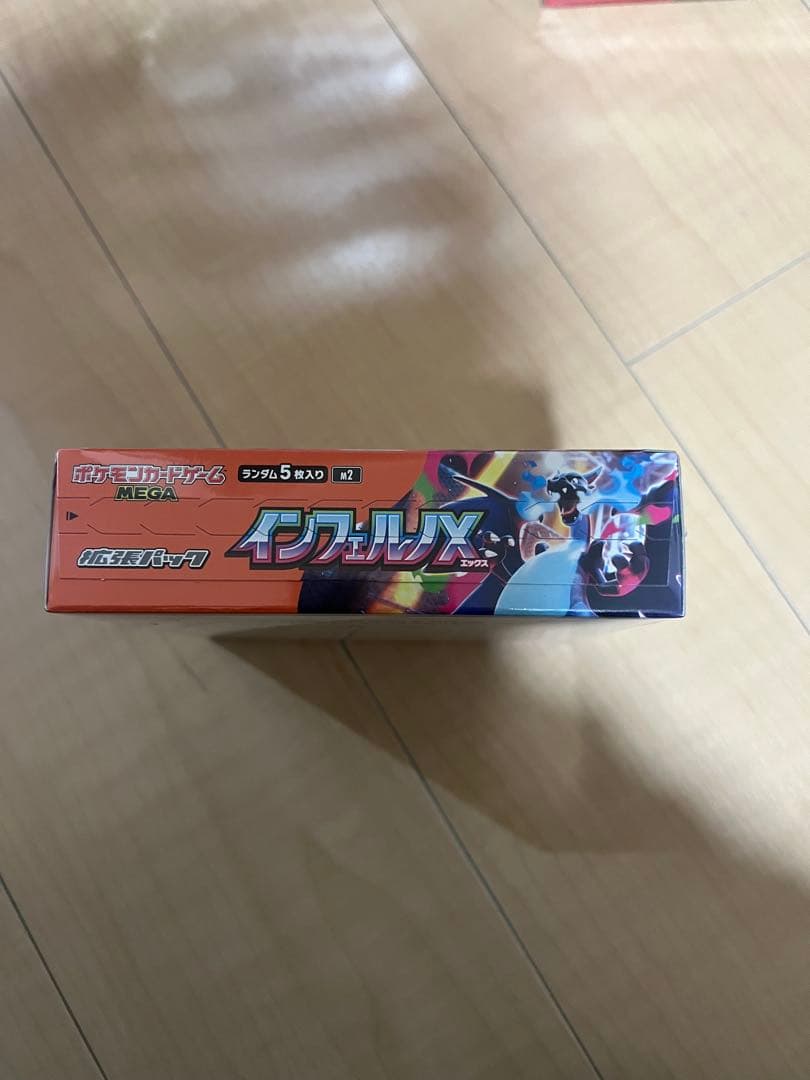 ポケモンカードゲーム
MEGA
ランダム5枚入り
M2
拡張パック
インフェルノX
エックス